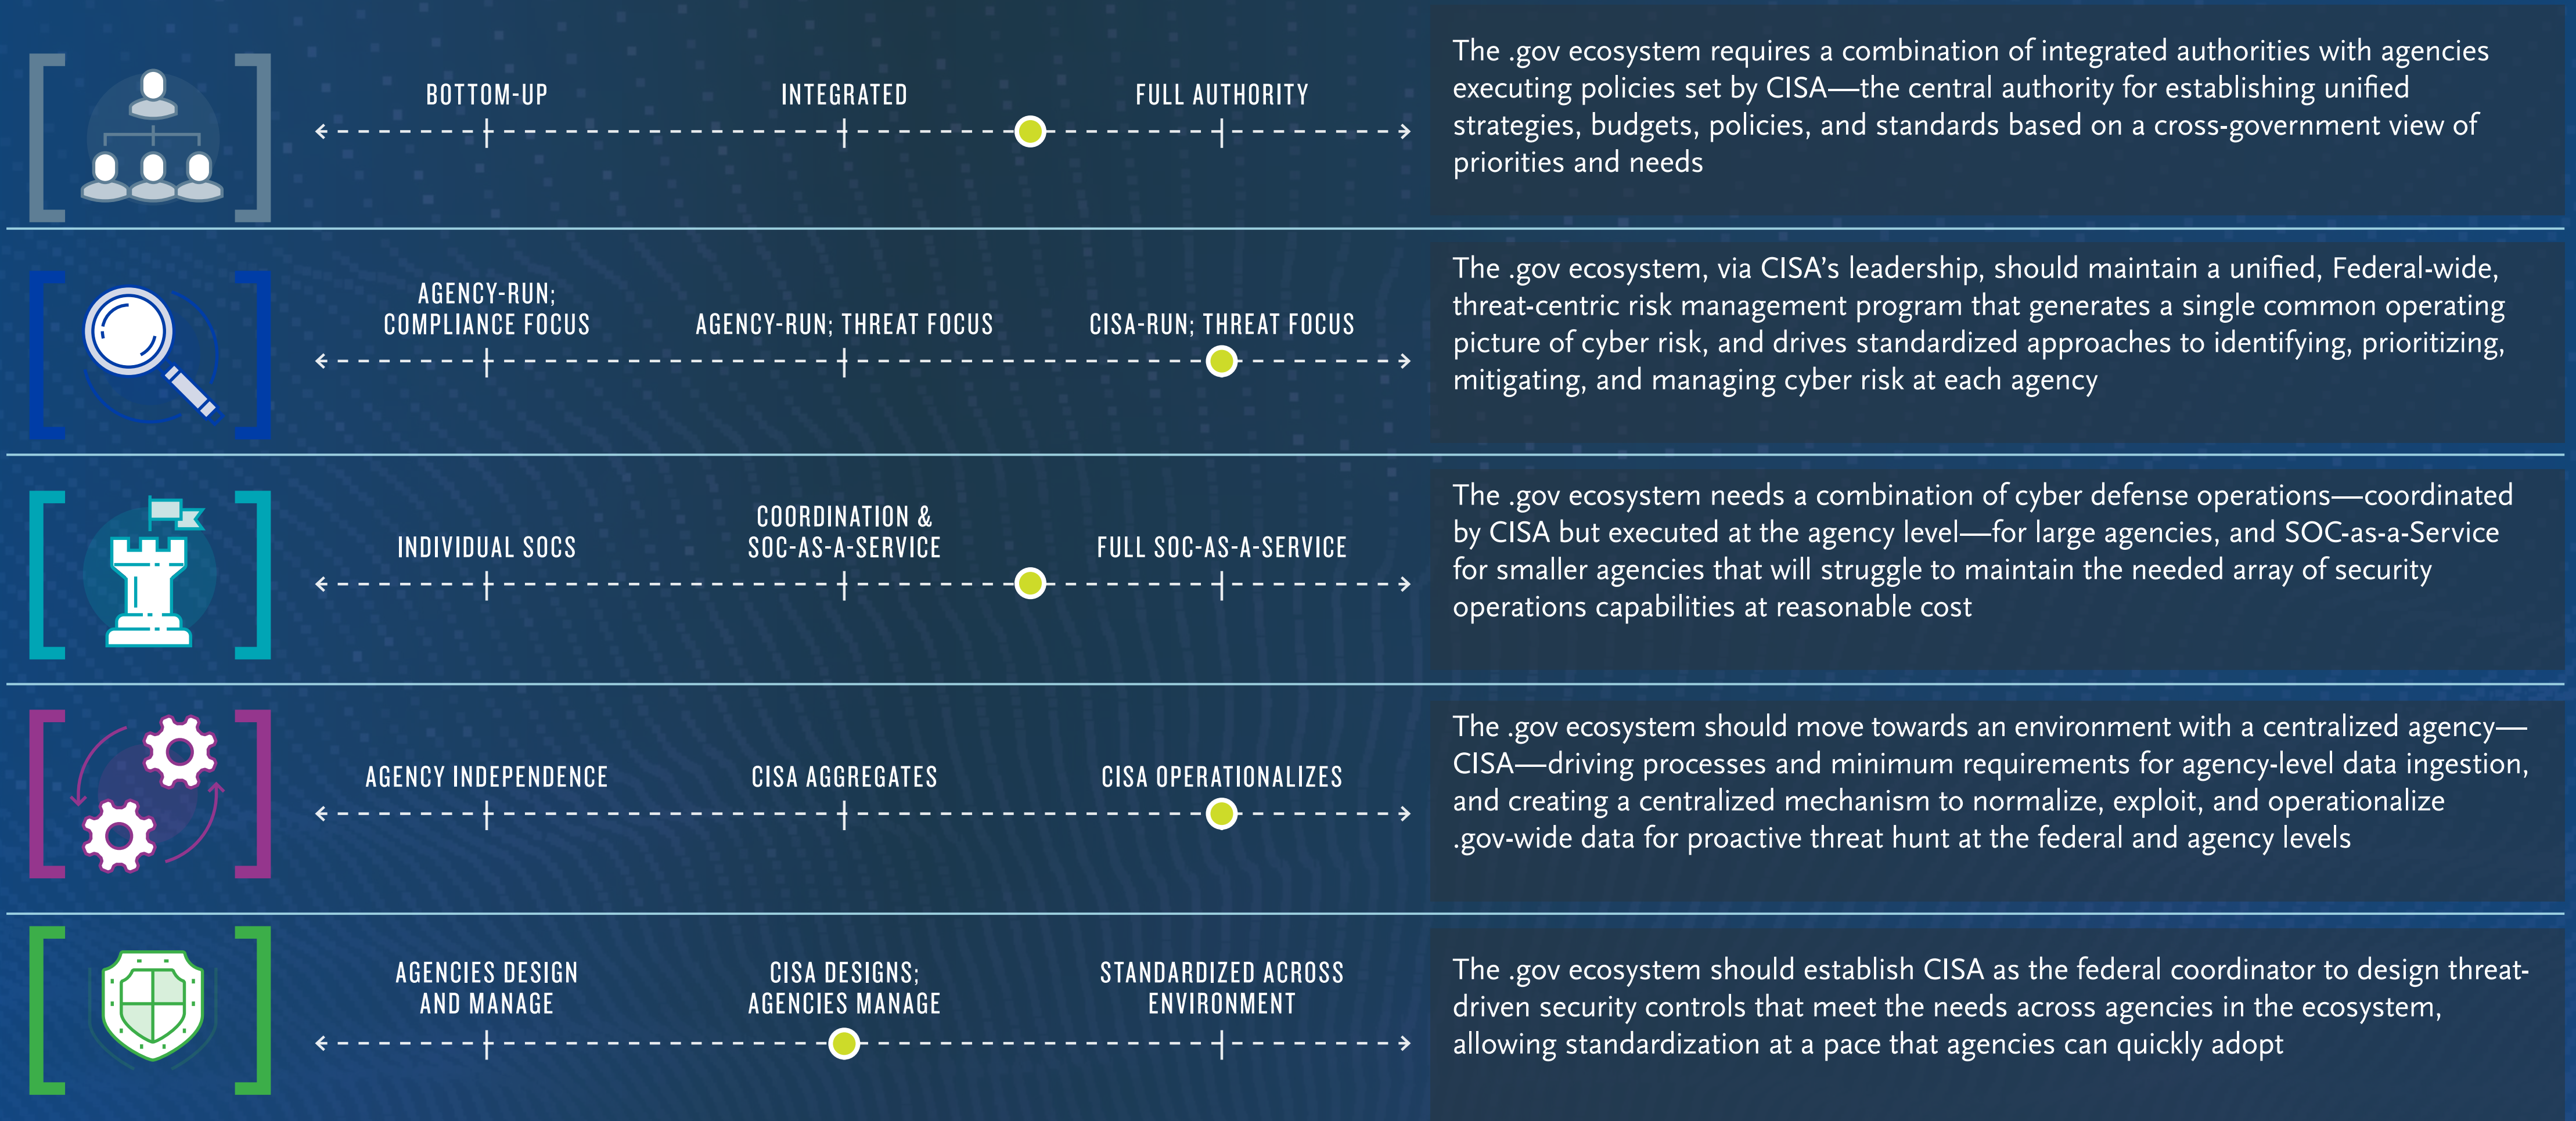 BOTTOM-UP
INTEGRATED
FULL AUTHORITY
The .gov ecosystem requires a combination of integrated authorities with agencies
executing policies set by CISA—the central authority for establishing unified
strategies, budgets, policies, and standards based on a cross-government view of
priorities and needs
AGENCY-RUN;
COMPLIANCE FOCUS
AGENCY-RUN; THREAT FOCUS
CISA-RUN; THREAT FOCUS
The .gov ecosystem, via CISA’s leadership, should maintain a unified, Federal-wide,
threat-centric risk management program that generates a single common operating
picture of cyber risk, and drives standardized approaches to identifying, prioritizing,
mitigating, and managing cyber risk at each agency
INDIVIDUAL SOCS
COORDINATION &
SOC-AS-A-SERVICE
FULL SOC-AS-A-SERVICE
The .gov ecosystem needs a combination of cyber defense operations—coordinated
by CISA but executed at the agency level—for large agencies, and SOC-as-a-Service
for smaller agencies that will struggle to maintain the needed array of security
operations capabilities at reasonable cost
AGENCY INDEPENDENCE
CISA AGGREGATES
CISA OPERATIONALIZES
The .gov ecosystem should move towards an environment with a centralized agency—
CISA—driving processes and minimum requirements for agency-level data ingestion,
and creating a centralized mechanism to normalize, exploit, and operationalize
.gov-wide data for proactive threat hunt at the federal and agency levels
AGENCIES DESIGN
AND MANAGE
CISA DESIGNS;
AGENCIES MANAGE
STANDARDIZED ACROSS
ENVIRONMENT
The .gov ecosystem should establish CISA as the federal coordinator to design threat-
driven security controls that meet the needs across agencies in the ecosystem,
allowing standardization at a pace that agencies can quickly adopt